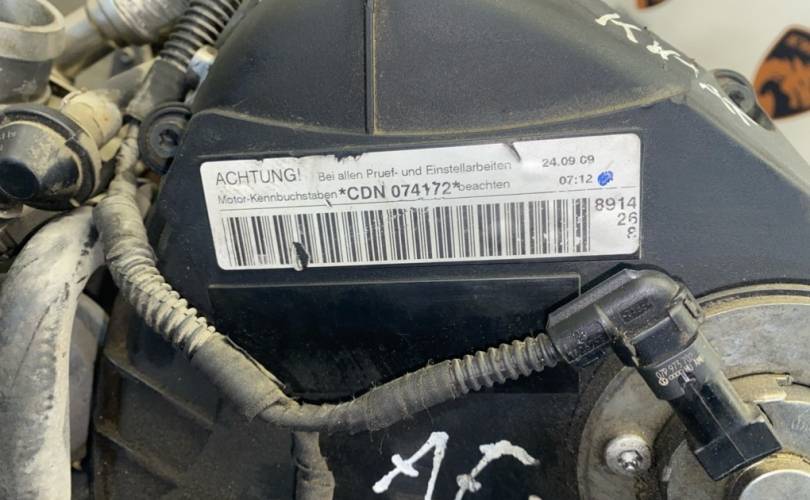 ACHTUNG! Bei allen Pruef- und Einstellarbeiten 24.09.09
Motor-Kennbuchstaben *CDN 074172* beachten 07:12
8914
26
8